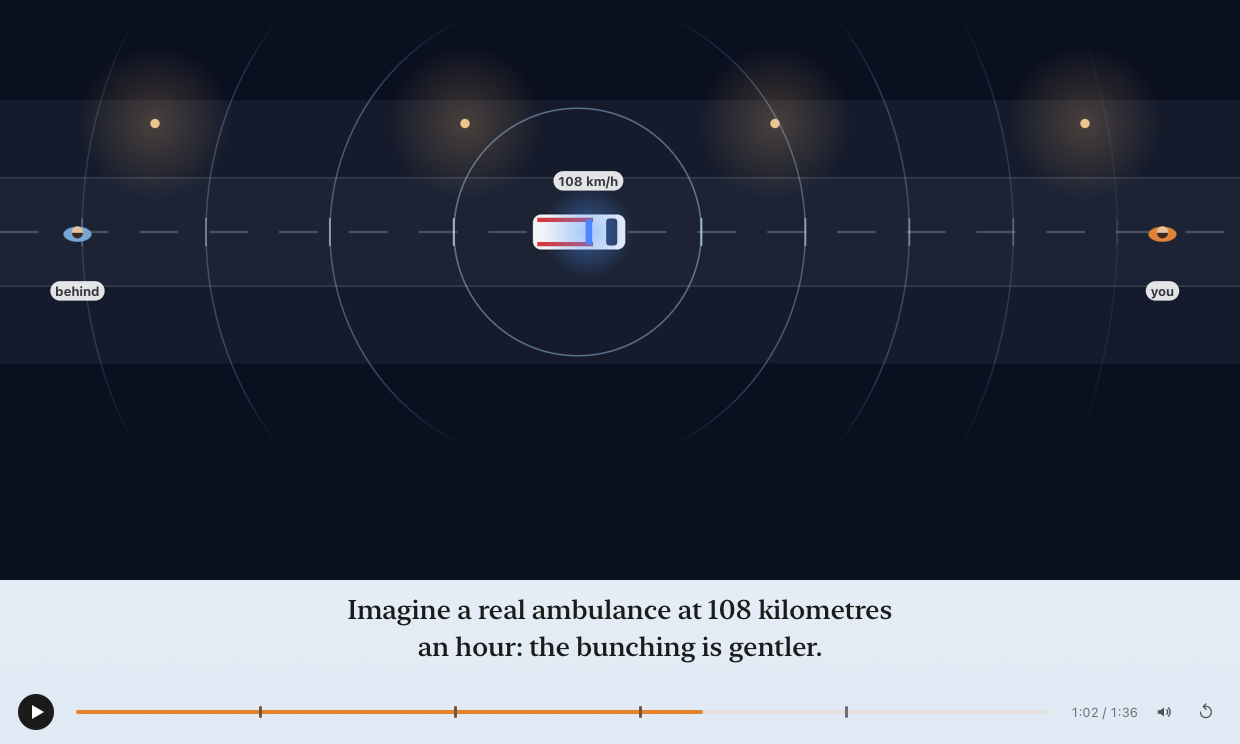 108 km/h
behind
you
Imagine a real ambulance at 108 kilometres
an hour: the bunching is gentler.
1:02 / 1:36